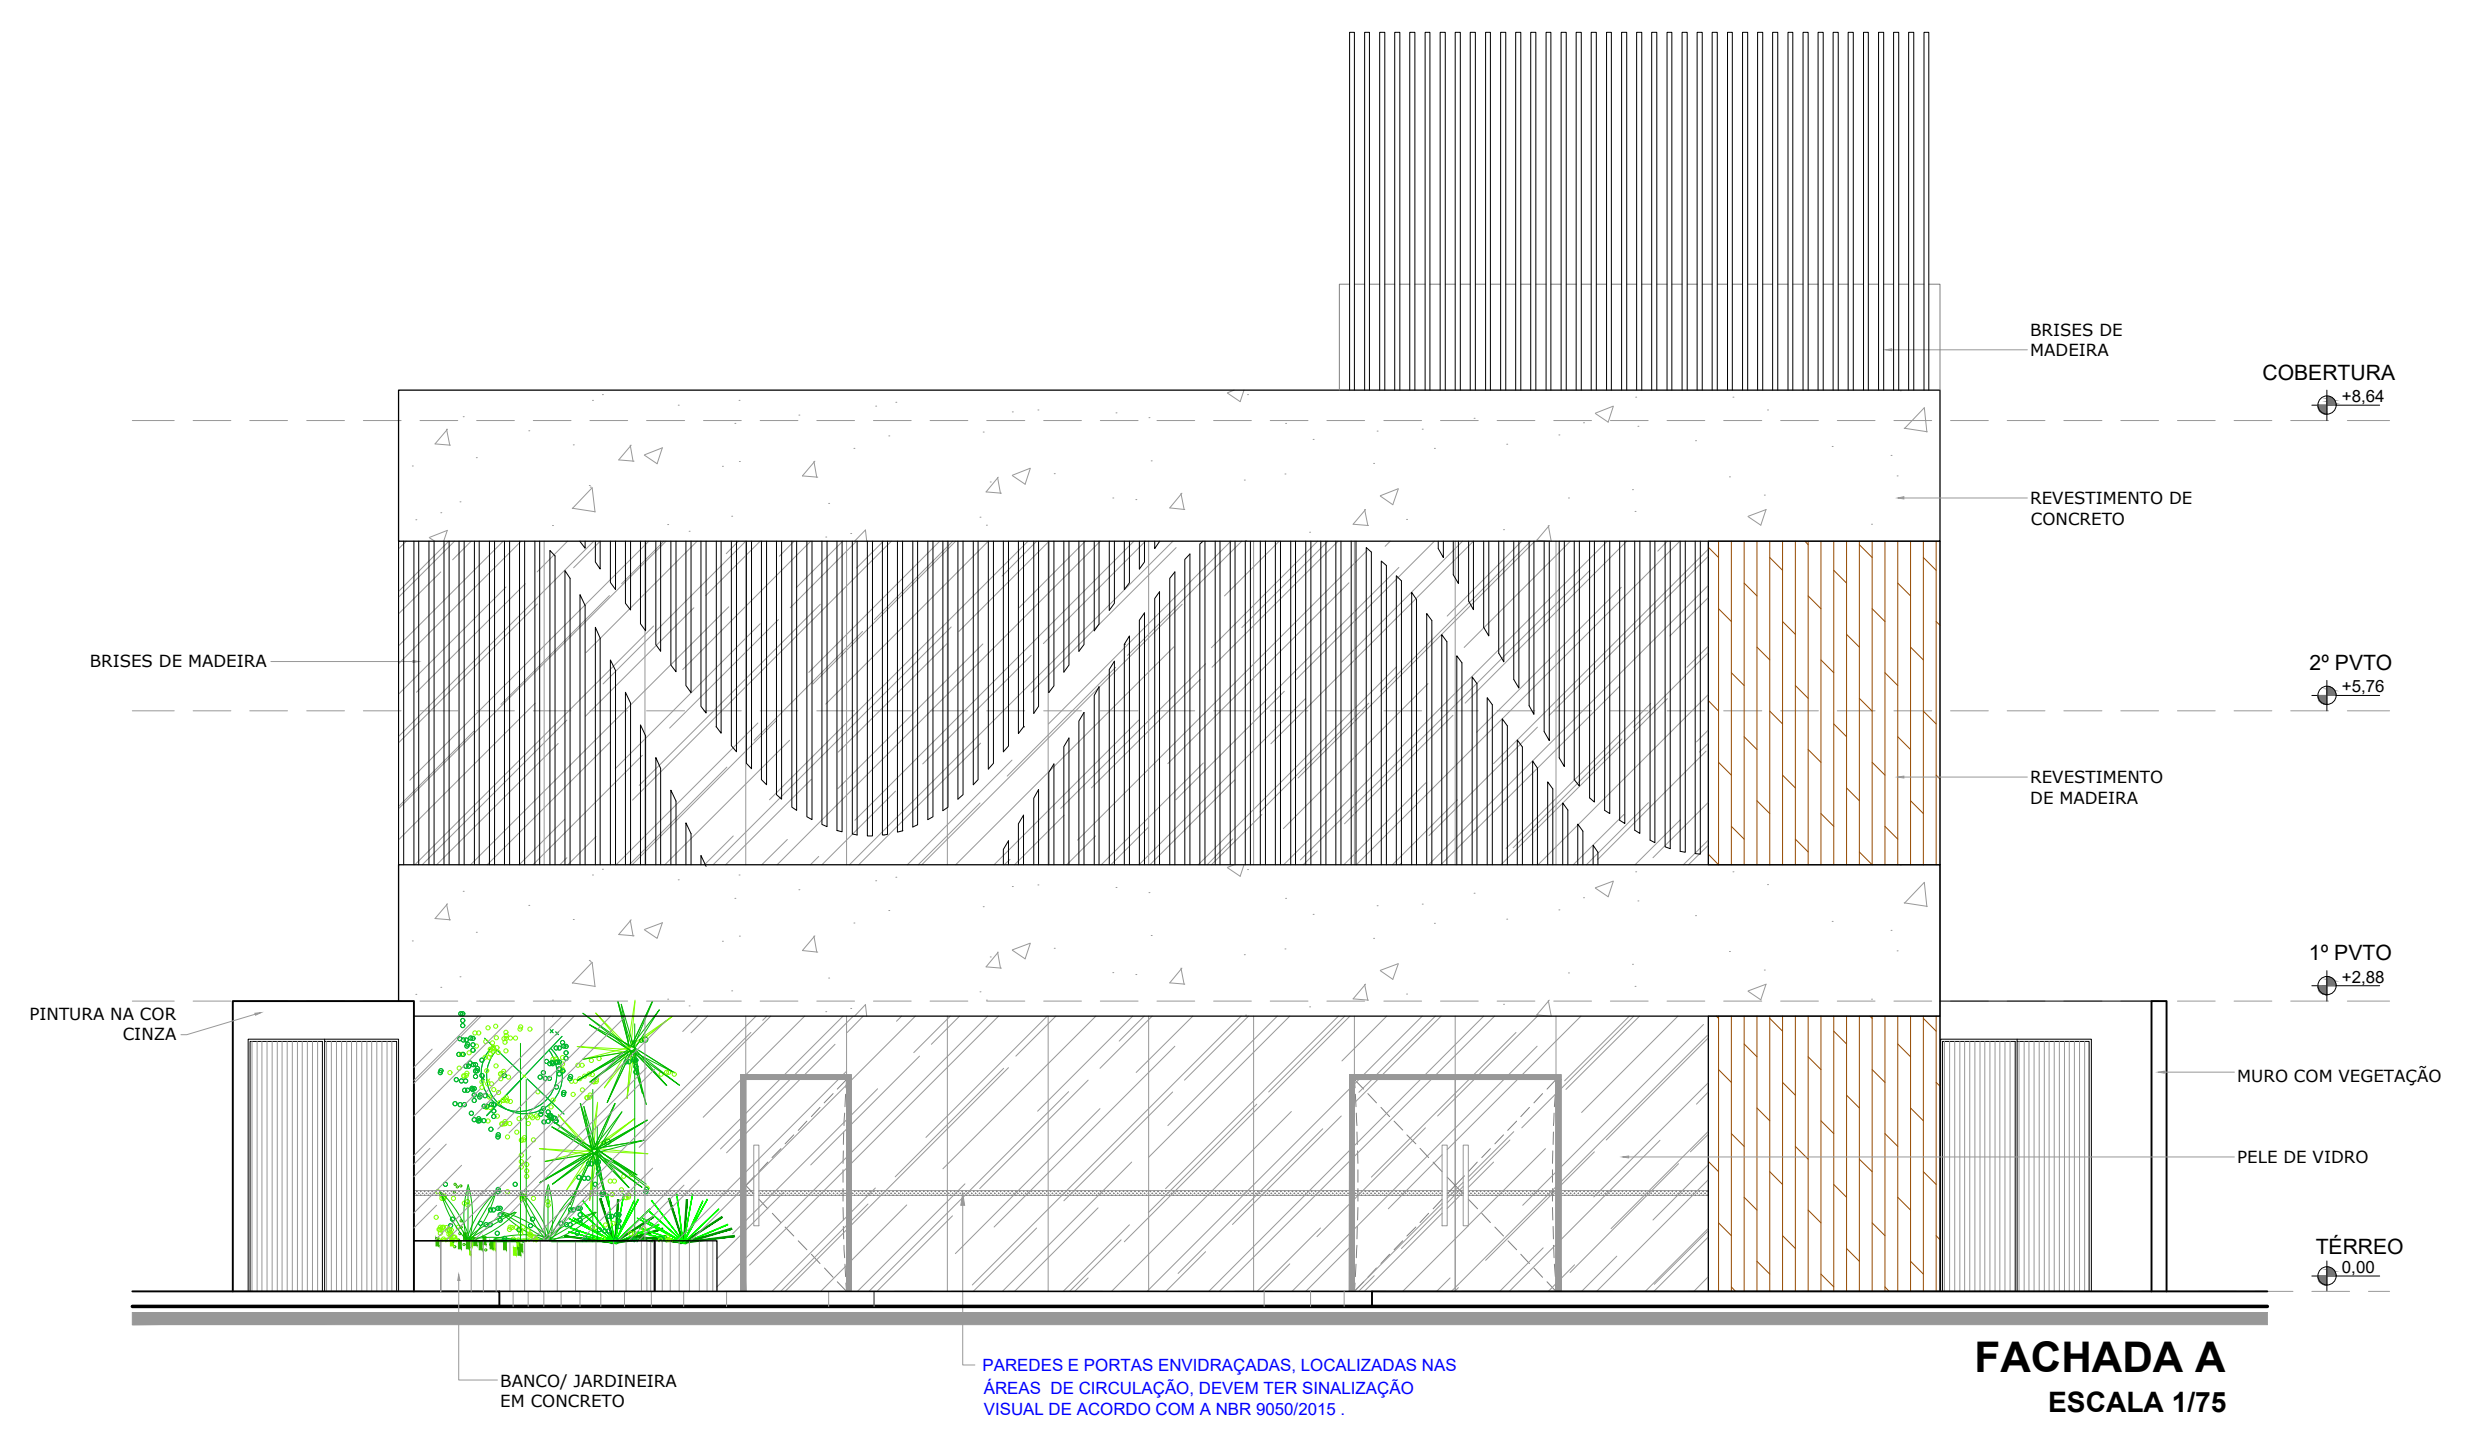 BRISES DE
MADEIRA
COBERTURA
+8,64
REVESTIMENTO DE
CONCRETO
BRISES DE MADEIRA
2º PVTO
+5,76
REVESTIMENTO
DE MADEIRA
1º PVTO
+2,88
PINTURA NA COR
CINZA
MURO COM VEGETAÇÃO
PELE DE VIDRO
TÉRREO
0,00
BANCO/ JARDINEIRA
EM CONCRETO
PAREDES E PORTAS ENVIDRAÇADAS, LOCALIZADAS NAS
ÁREAS DE CIRCULAÇÃO, DEVEM TER SINALIZAÇÃO
VISUAL DE ACORDO COM A NBR 9050/2015 .
FACHADA A
ESCALA 1/75